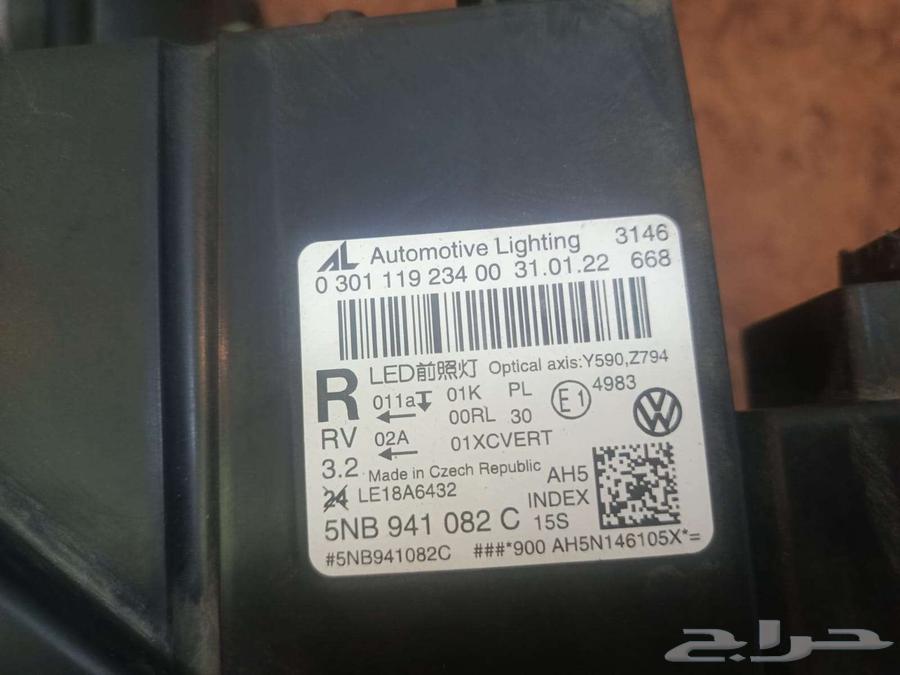 AL Automotive Lighting 3146
0 301 119 234 00 31.01.22 668
LED前照灯 Optical axis:Y590,Z794
R 011a 01K PL E1 4983
00RL 30
RV 02A 01XCVERT
3.2 Made in Czech Republic AH5
24 LE18A6432 INDEX
5NB 941 082 C 15S
#5NB941082C ###*900 AH5N146105X*=
حراج